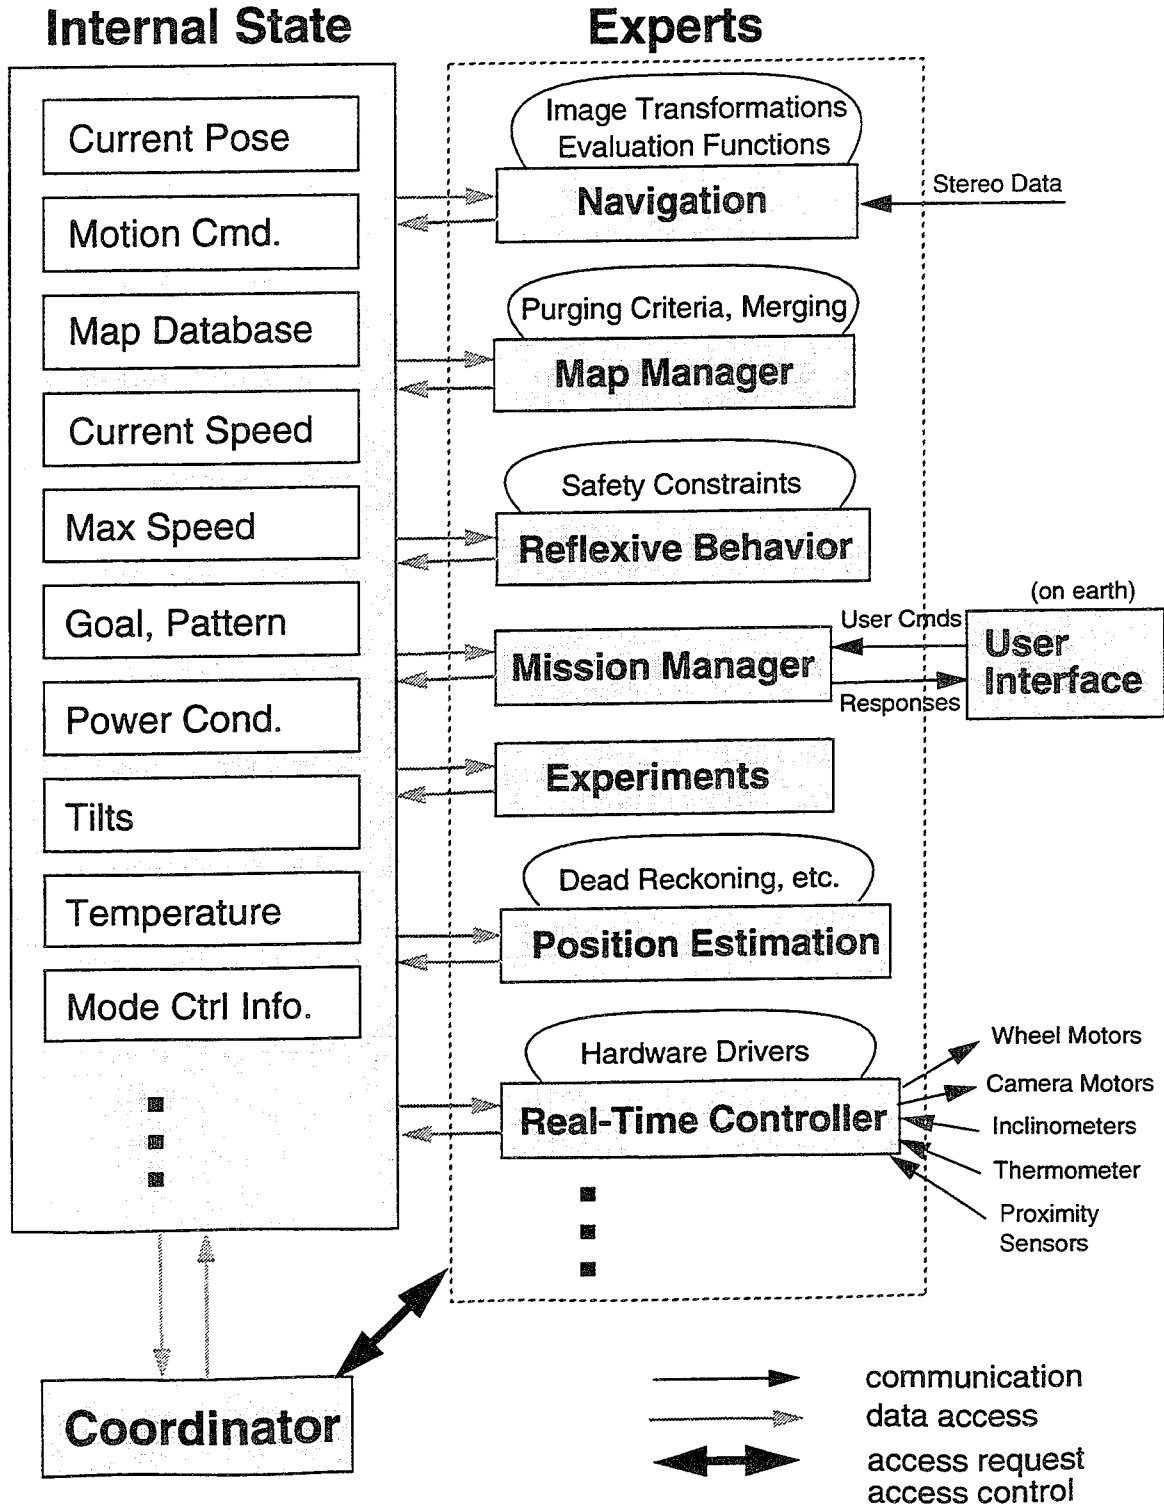 Internal State
Experts
Current Pose
Motion Cmd.
Map Database
Current Speed
Max Speed
Goal, Pattern
Power Cond.
Tilts
Temperature
Mode Ctrl Info.
Image Transformations
Evaluation Functions
Navigation
Stereo Data
Purging Criteria, Merging
Map Manager
Safety Constraints
Reflexive Behavior
Mission Manager
User Cmds
Responses
(on earth)
User
Interface
Experiments
Dead Reckoning, etc.
Position Estimation
Hardware Drivers
Real-Time Controller
Wheel Motors
Camera Motors
Inclinometers
Thermometer
Proximity
Sensors
Coordinator
communication
data access
access request
access control